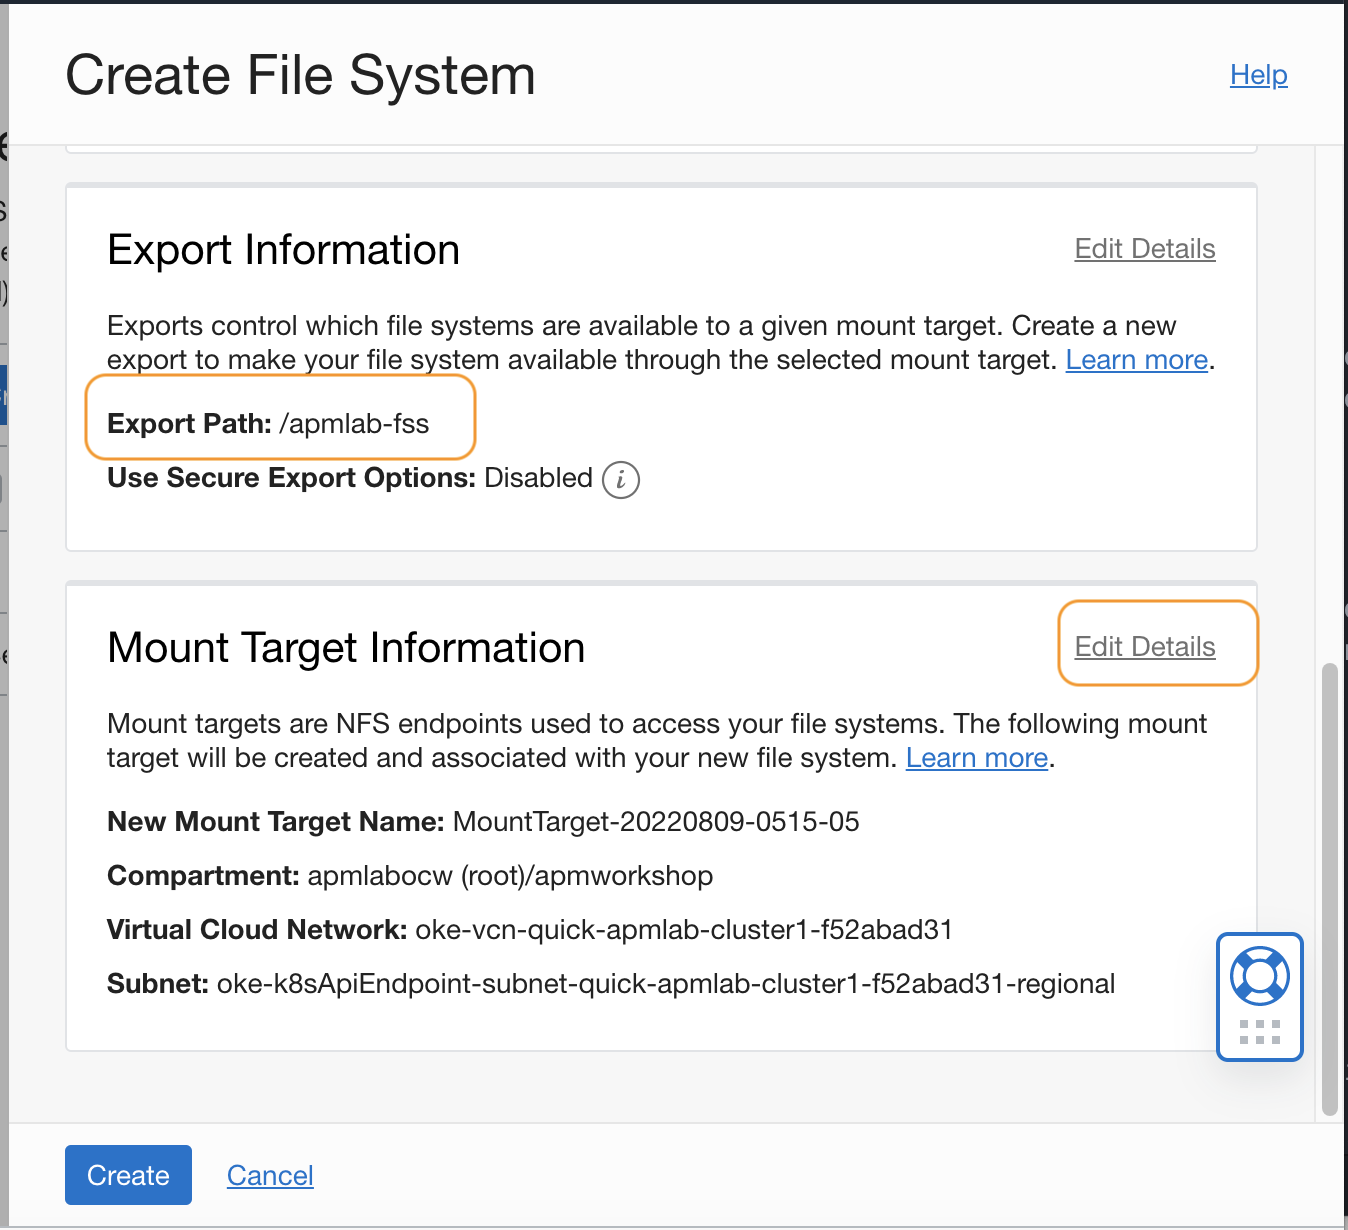 Create File System
Help
Export Information
Edit Details
Exports control which file systems are available to a given mount target. Create a new
export to make your file system available through the selected mount target. Learn more.
Export Path: /apmlab-fss
Use Secure Export Options: Disabled i
Mount Target Information
Edit Details
Mount targets are NFS endpoints used to access your file systems. The following mount
target will be created and associated with your new file system. Learn more.
New Mount Target Name: MountTarget-20220809-0515-05
Compartment: apmlabocw (root)/apmworkshop
Virtual Cloud Network: oke-vcn-quick-apmlab-cluster1-f52abad31
Subnet: oke-k8sApiEndpoint-subnet-quick-apmlab-cluster1-f52abad31-regional
Create
Cancel